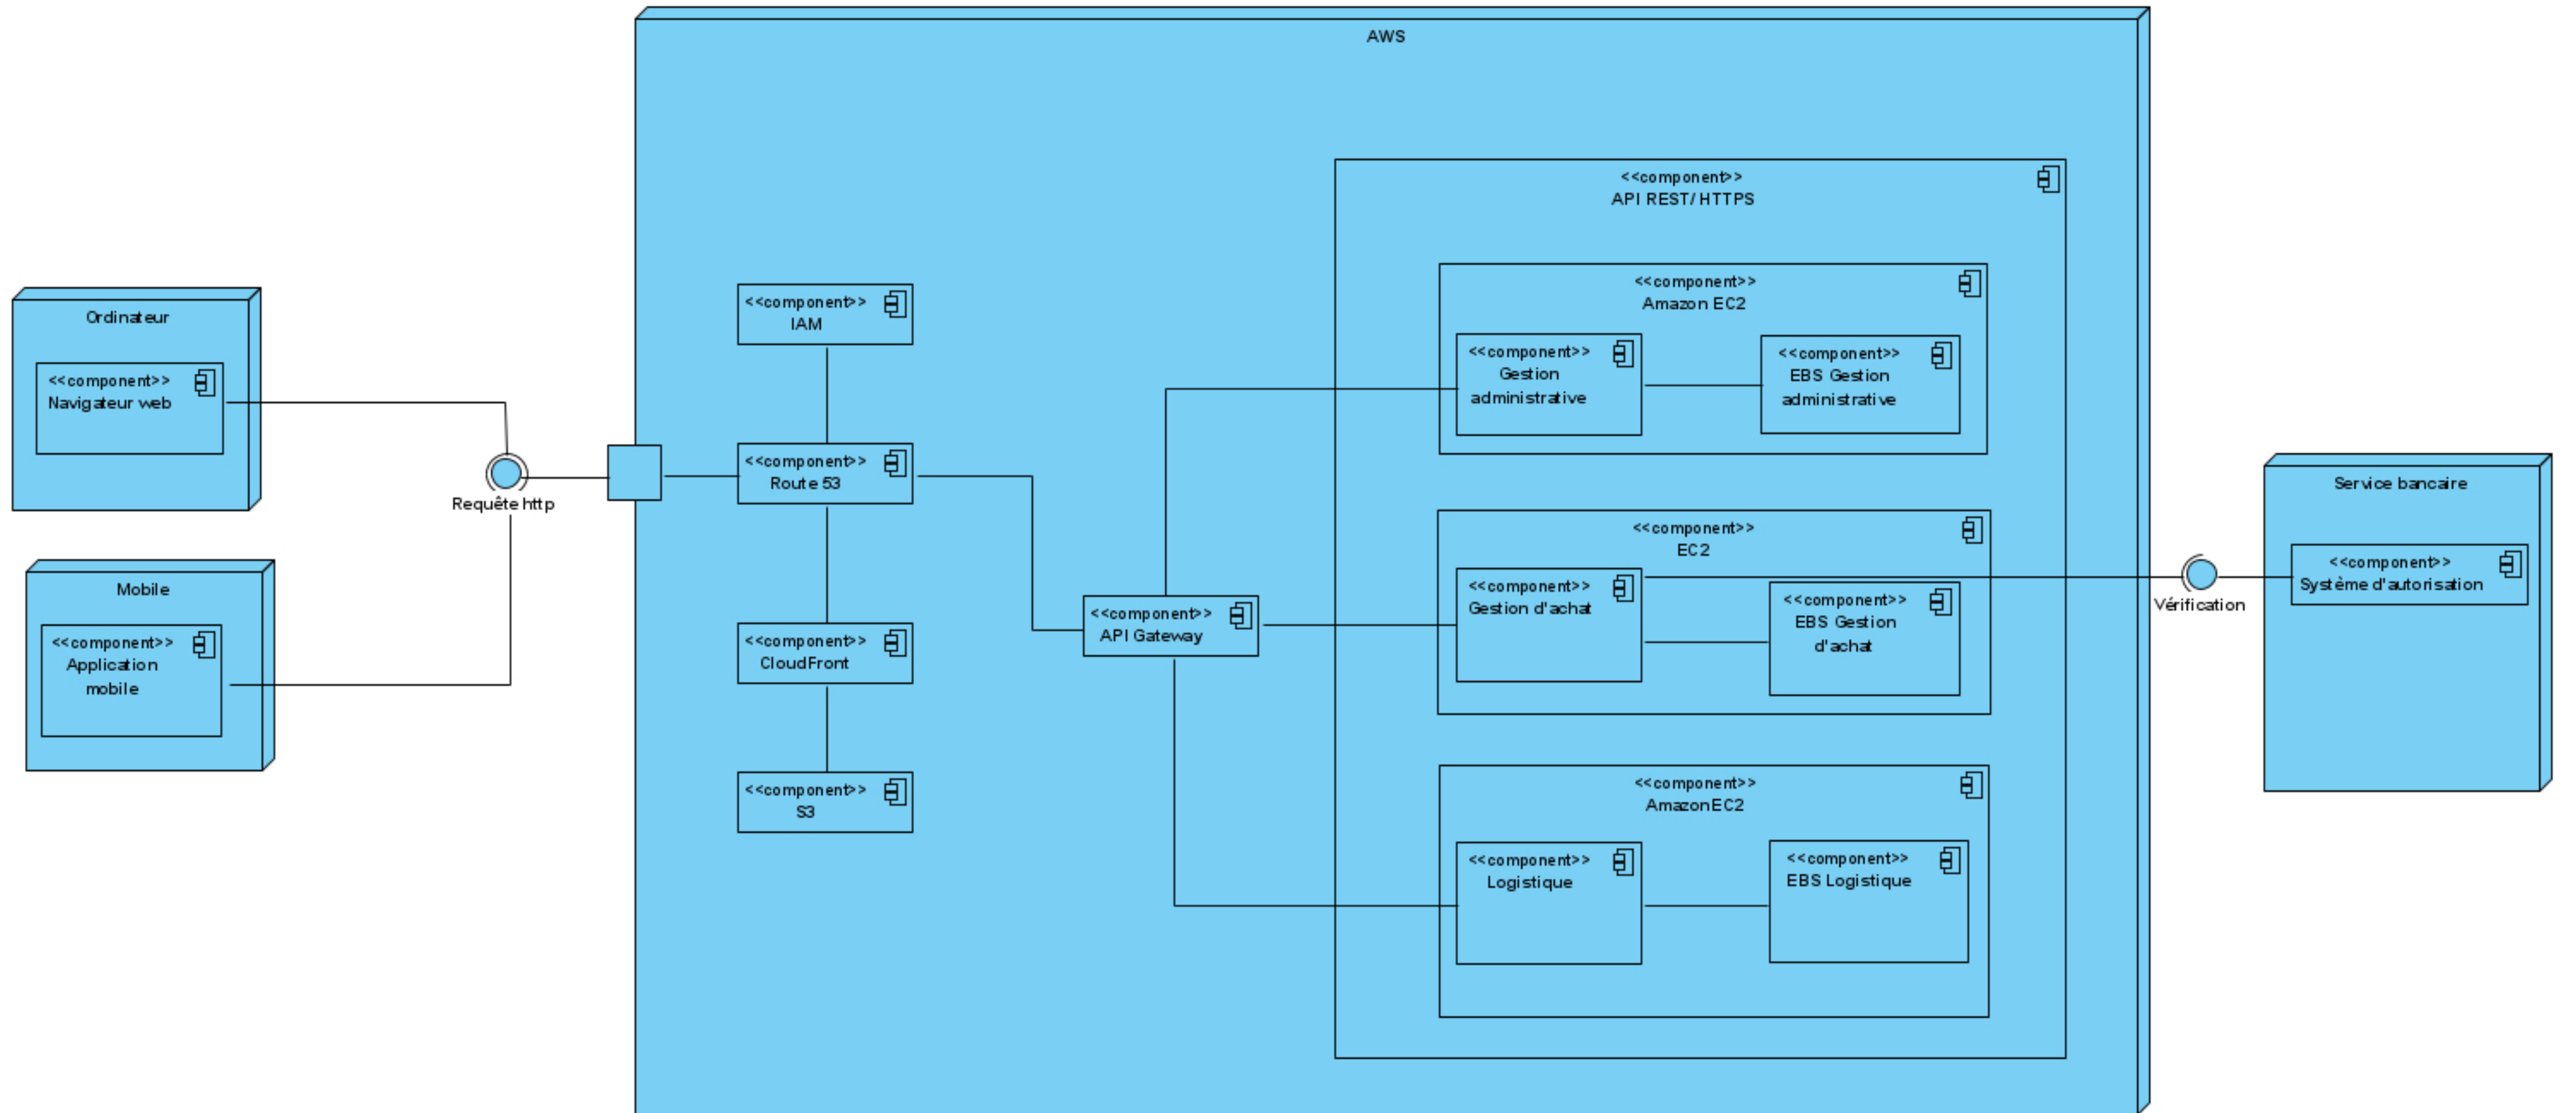 AWS
<<component>>
API REST/ HTTPS
<<component>>
Amazon EC2
<<component>>
Gestion
administrative
<<component>>
EBS Gestion
administrative
<<component>>
IAM
Ordinateur
<<component>>
Navigateur web
<<component>>
Route 53
Requête http
<<component>>
EC2
<<component>>
Gestion d'achat
<<component>>
EBS Gestion
d'achat
Service bancaire
<<component>>
Système d'autorisation
Vérification
Mobile
<<component>>
Application
mobile
<<component>>
CloudFront
<<component>>
API Gateway
<<component>>
S3
<<component>>
AmazonEC2
<<component>>
Logistique
<<component>>
EBS Logistique